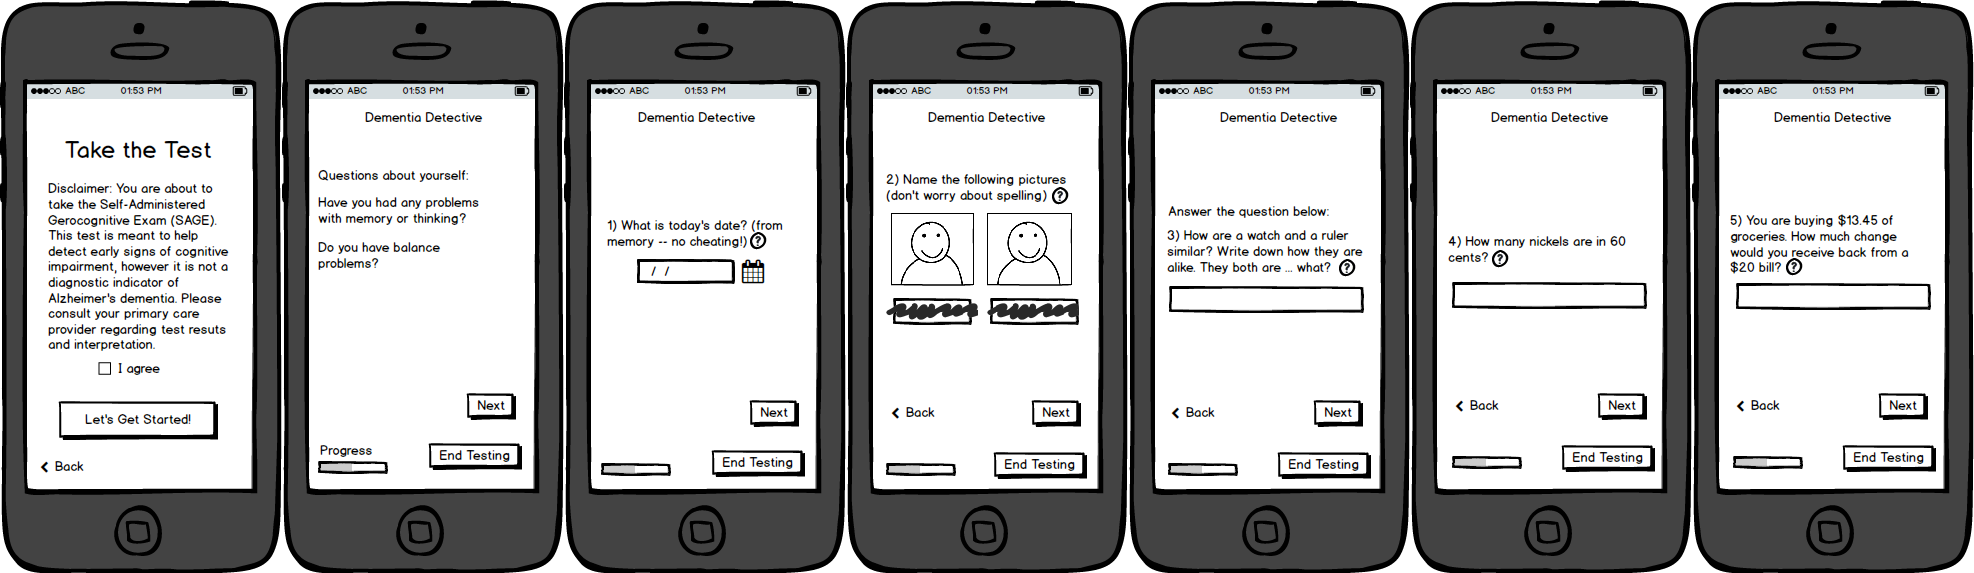 ABC 01:53 PM
Take the Test
Disclaimer: You are about to
take the Self-Administered
Gerocognitive Exam (SAGE).
This test is meant to help
detect early signs of cognitive
impairment, however it is not a
diagnostic indicator of
Alzheimer's dementia. Please
consult your primary care
provider regarding test resuts
and interpretation.
I agree
Let's Get Started!
Back
ABC 01:53 PM
Dementia Detective
Questions about yourself:
Have you had any problems
with memory or thinking?
Do you have balance
problems?
Next
Progress
End Testing
ABC 01:53 PM
Dementia Detective
1) What is today's date? (from
memory -- no cheating!) ?
/ /
Next
End Testing
ABC 01:53 PM
Dementia Detective
2) Name the following pictures
(don't worry about spelling) ?
Back
Next
End Testing
ABC 01:53 PM
Dementia Detective
Answer the question below:
3) How are a watch and a ruler
similar? Write down how they are
alike. They both are ... what? ?
Back
Next
End Testing
ABC 01:53 PM
Dementia Detective
4) How many nickels are in 60
cents? ?
Back
Next
End Testing
ABC 01:53 PM
Dementia Detective
5) You are buying $13.45 of
groceries. How much change
would you receive back from a
$20 bill? ?
Back
Next
End Testing